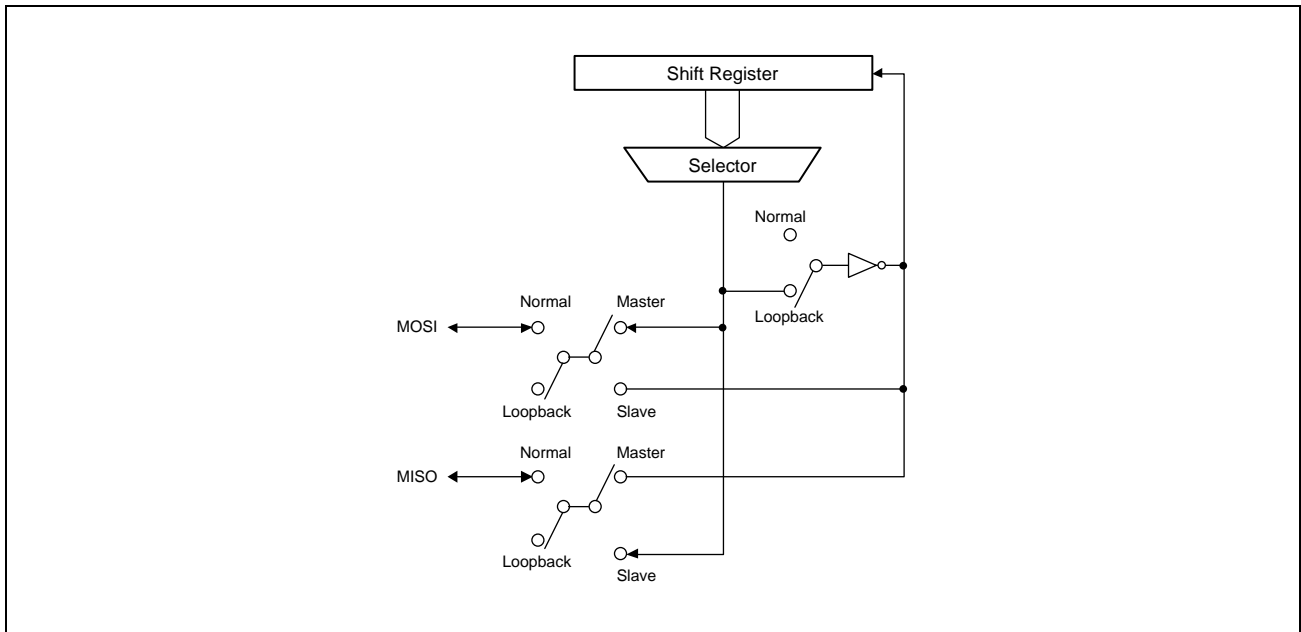 Shift Register
Selector
Normal
Loopback
Normal Master
MOSI
Loopback Slave
Normal Master
MISO
Loopback Slave